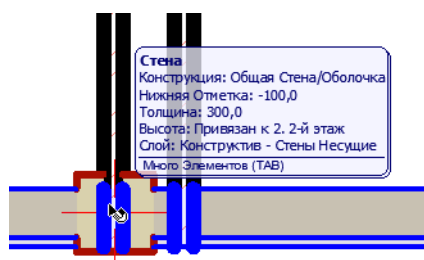 Стена
Конструкция: Общая Стена/Оболочка
Нижняя Отметка: -100,0
Толщина: 300,0
Высота: Привязан к 2. 2-й этаж
Слой: Конструктив - Стены Несущие
Много Элементов (TAB)